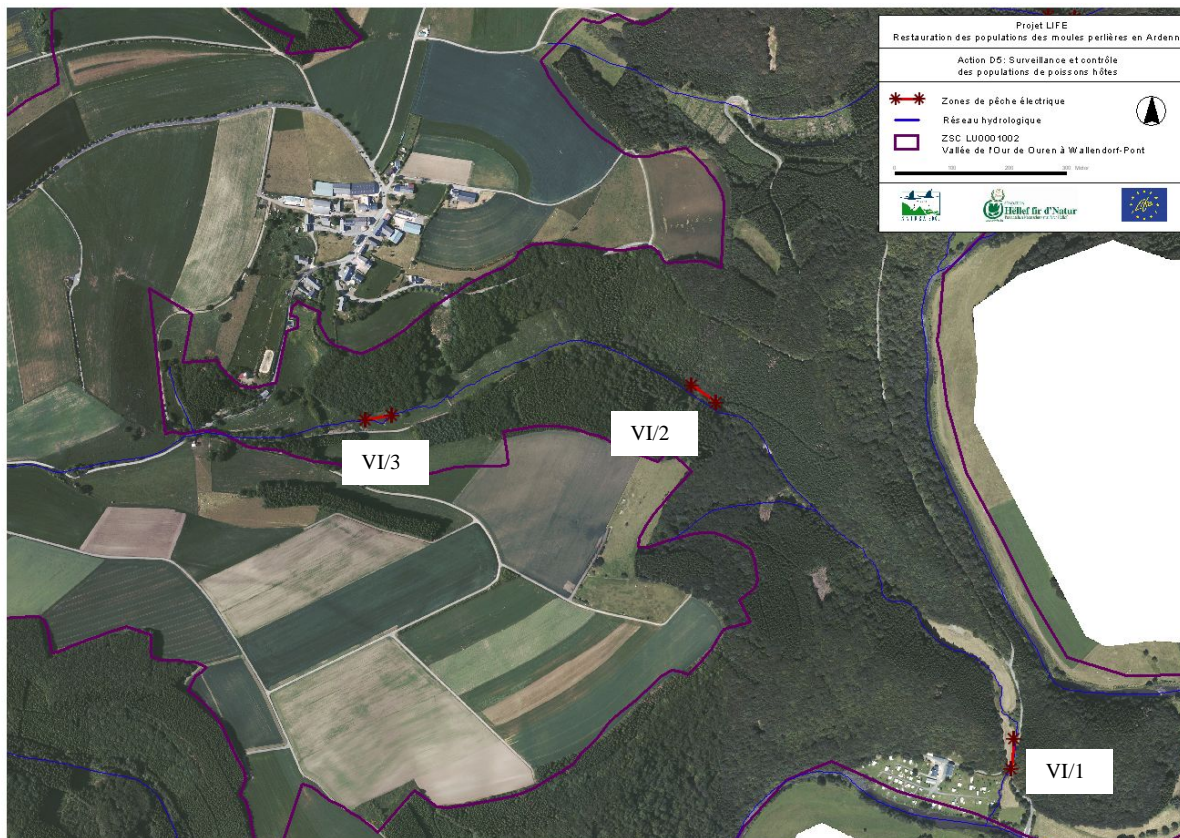 Projet LIFE
Restauration des populations des moules perlières en Ardenn
Action D5: Surveillance et contrôle
des populations de poissons hôtes
Zones de pêche électrique
Réseau hydrologique
ZSC LU0001002
Vallée de l'Our de Ouren à Wallendorf-Pont
0 100 200 300 Meter
Hëllef fir d'Natur
Life
VI/2
VI/3
VI/1